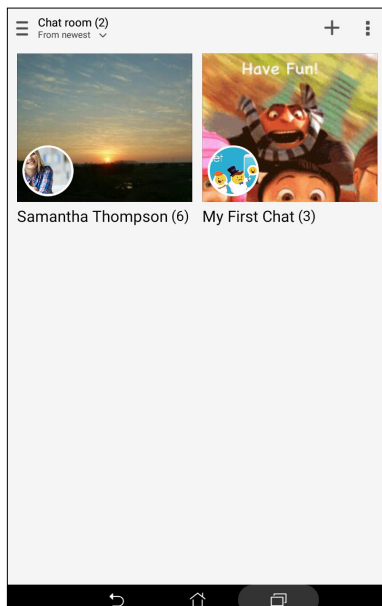 Chat room (2)
From newest
Have Fun!
Samantha Thompson (6)
My First Chat (3)